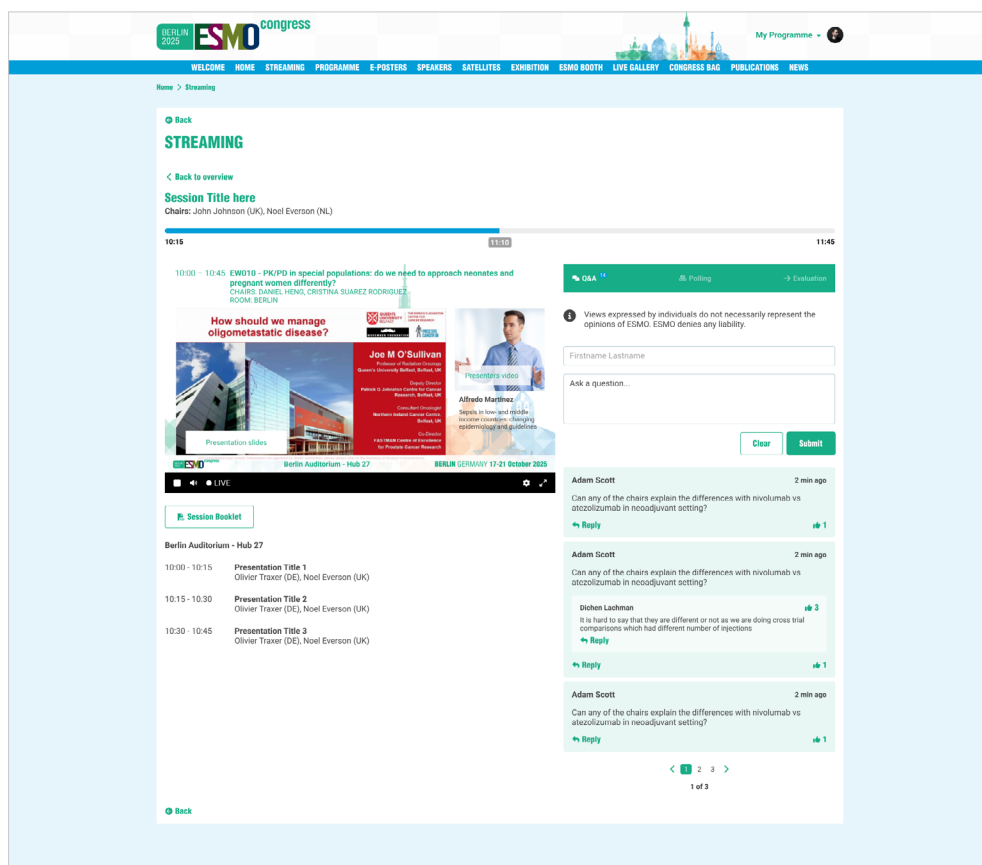 BERLIN
2025
ESMO congress
My Programme
WELCOME HOME STREAMING PROGRAMME E-POSTERS SPEAKERS SATELLITES EXHIBITION ESMO BOOTH LIVE GALLERY CONGRESS BAG PUBLICATIONS NEWS
Home > Streaming
Back
STREAMING
Back to overview
Session Title here
Chairs: John Johnson (UK), Noel Everson (NL)
10:15 11:10 11:45
10:00 – 10:45 EW010 - PK/PD in special populations: do we need to approach neonates and
pregnant women differently?
CHAIRS: DANIEL HENG, CRISTINA SUAREZ RODRIGUEZ
ROOM: BERLIN
How should we manage
oligometastatic disease?
QUEEN'S
UNIVERSITY
BELFAST
Joe M O'Sullivan
Professor of Radiation Oncology
Queen's University Belfast, Belfast, UK
Deputy Director
Patrick G Johnston Centre for Cancer
Research, Belfast, UK
Consultant Oncologist
Northern Ireland Cancer Centre,
Belfast, UK
Co-Director
FASTMAN Centre of Excellence
for Prostate Cancer Research
Presentation slides
Presenters video
Alfredo Martinez
Sepsis in low- and middle
income countries: changing
epidemiology and guidelines
ESMO congress
Berlin Auditorium - Hub 27
BERLIN GERMANY 17-21 October 2025
LIVE
Session Booklet
Berlin Auditorium - Hub 27
10:00 - 10:15 Presentation Title 1
Olivier Traxer (DE), Noel Everson (UK)
10:15 - 10:30 Presentation Title 2
Olivier Traxer (DE), Noel Everson (UK)
10:30 - 10:45 Presentation Title 3
Olivier Traxer (DE), Noel Everson (UK)
Q&A Polling Evaluation
Views expressed by individuals do not necessarily represent the
opinions of ESMO. ESMO denies any liability.
Firstname Lastname
Ask a question...
Clear Submit
Adam Scott 2 min ago
Can any of the chairs explain the differences with nivolumab vs
atezolizumab in neoadjuvant setting?
Reply 1
Adam Scott 2 min ago
Can any of the chairs explain the differences with nivolumab vs
atezolizumab in neoadjuvant setting?
Dichen Lachman 3
It is hard to say that they are different or not as we are doing cross trial
comparisons which had different number of injections
Reply
Reply 1
Adam Scott 2 min ago
Can any of the chairs explain the differences with nivolumab vs
atezolizumab in neoadjuvant setting?
Reply 1
< 1 2 3 >
1 of 3
Back